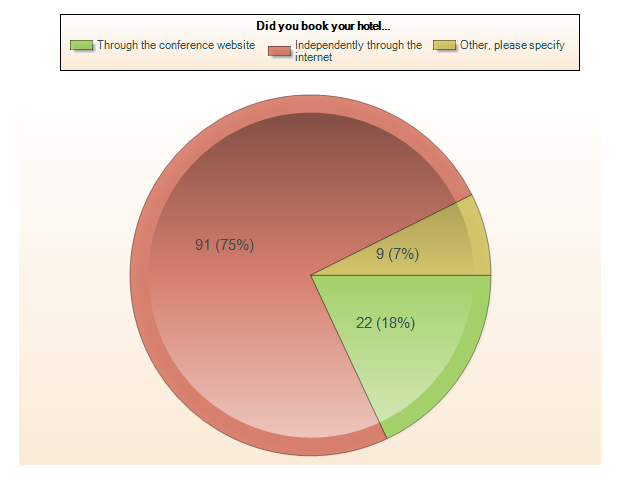 Did you book your hotel...
Through the conference website
Independently through the
internet
Other, please specify
91 (75%)
9 (7%)
22 (18%)